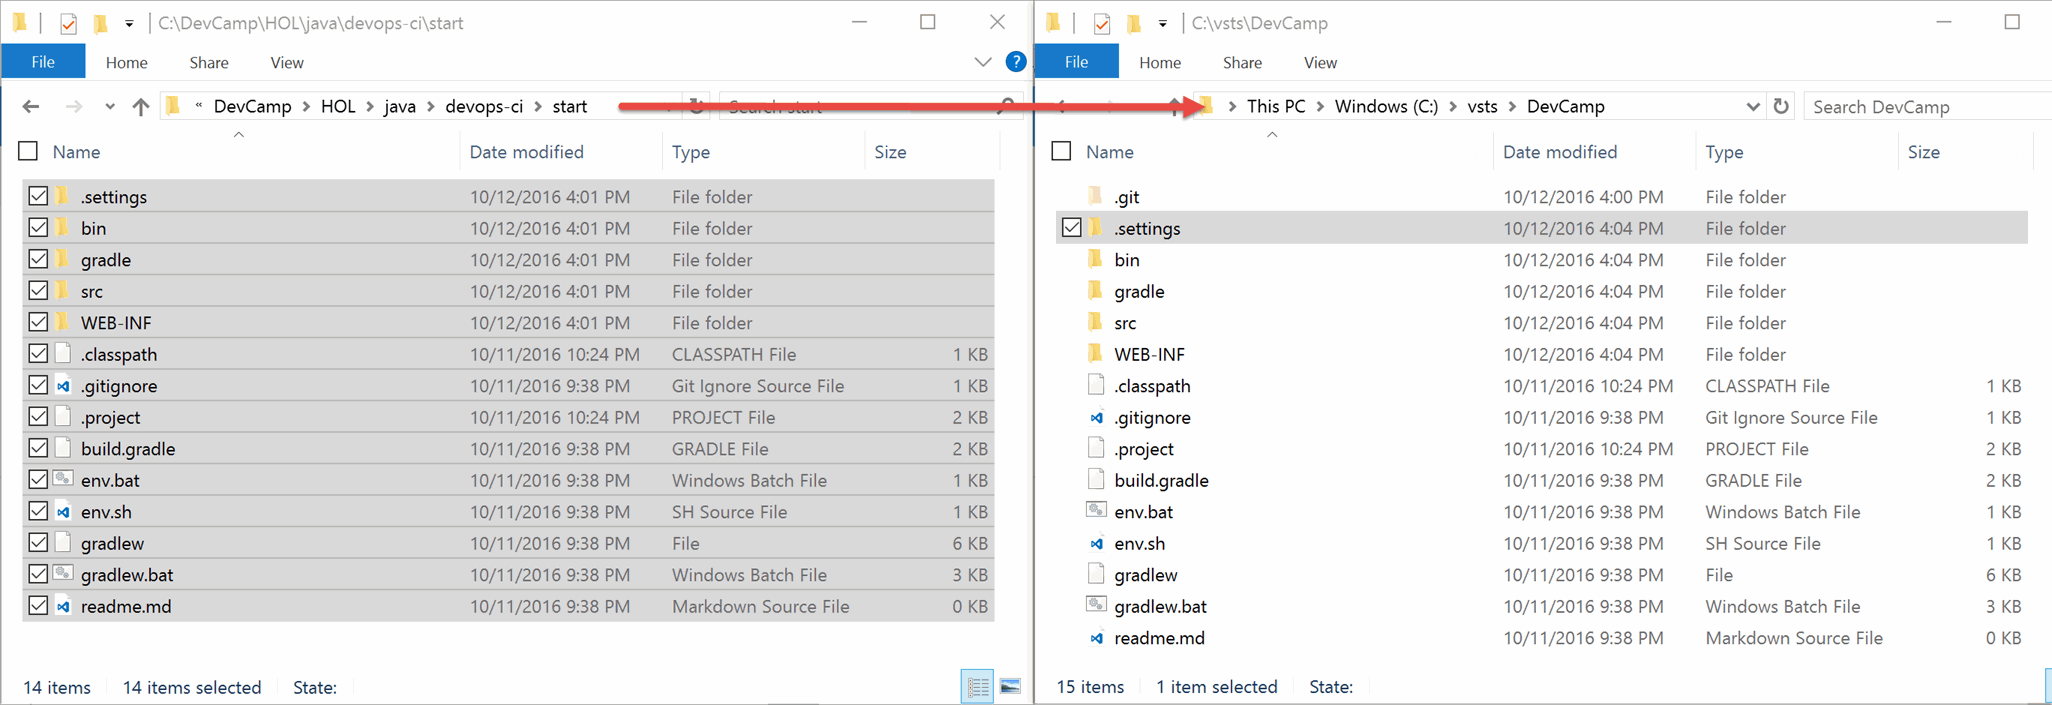 C:\DevCamp\HOL\java\devops-ci\start
File Home Share View
« DevCamp > HOL > java > devops-ci > start Search start
Name Date modified Type Size
.settings 10/12/2016 4:01 PM File folder
bin 10/12/2016 4:01 PM File folder
gradle 10/12/2016 4:01 PM File folder
src 10/12/2016 4:01 PM File folder
WEB-INF 10/12/2016 4:01 PM File folder
.classpath 10/11/2016 10:24 PM CLASSPATH File 1 KB
.gitignore 10/11/2016 9:38 PM Git Ignore Source File 1 KB
.project 10/11/2016 10:24 PM PROJECT File 2 KB
build.gradle 10/11/2016 9:38 PM GRADLE File 2 KB
env.bat 10/11/2016 9:38 PM Windows Batch File 1 KB
env.sh 10/11/2016 9:38 PM SH Source File 1 KB
gradlew 10/11/2016 9:38 PM File 6 KB
gradlew.bat 10/11/2016 9:38 PM Windows Batch File 3 KB
readme.md 10/11/2016 9:38 PM Markdown Source File 0 KB
14 items 14 items selected State:
C:\vsts\DevCamp
File Home Share View
> This PC > Windows (C:) > vsts > DevCamp Search DevCamp
Name Date modified Type Size
.git 10/12/2016 4:00 PM File folder
.settings 10/12/2016 4:04 PM File folder
bin 10/12/2016 4:04 PM File folder
gradle 10/12/2016 4:04 PM File folder
src 10/12/2016 4:04 PM File folder
WEB-INF 10/12/2016 4:04 PM File folder
.classpath 10/11/2016 10:24 PM CLASSPATH File 1 KB
.gitignore 10/11/2016 9:38 PM Git Ignore Source File 1 KB
.project 10/11/2016 10:24 PM PROJECT File 2 KB
build.gradle 10/11/2016 9:38 PM GRADLE File 2 KB
env.bat 10/11/2016 9:38 PM Windows Batch File 1 KB
env.sh 10/11/2016 9:38 PM SH Source File 1 KB
gradlew 10/11/2016 9:38 PM File 6 KB
gradlew.bat 10/11/2016 9:38 PM Windows Batch File 3 KB
readme.md 10/11/2016 9:38 PM Markdown Source File 0 KB
15 items 1 item selected State: